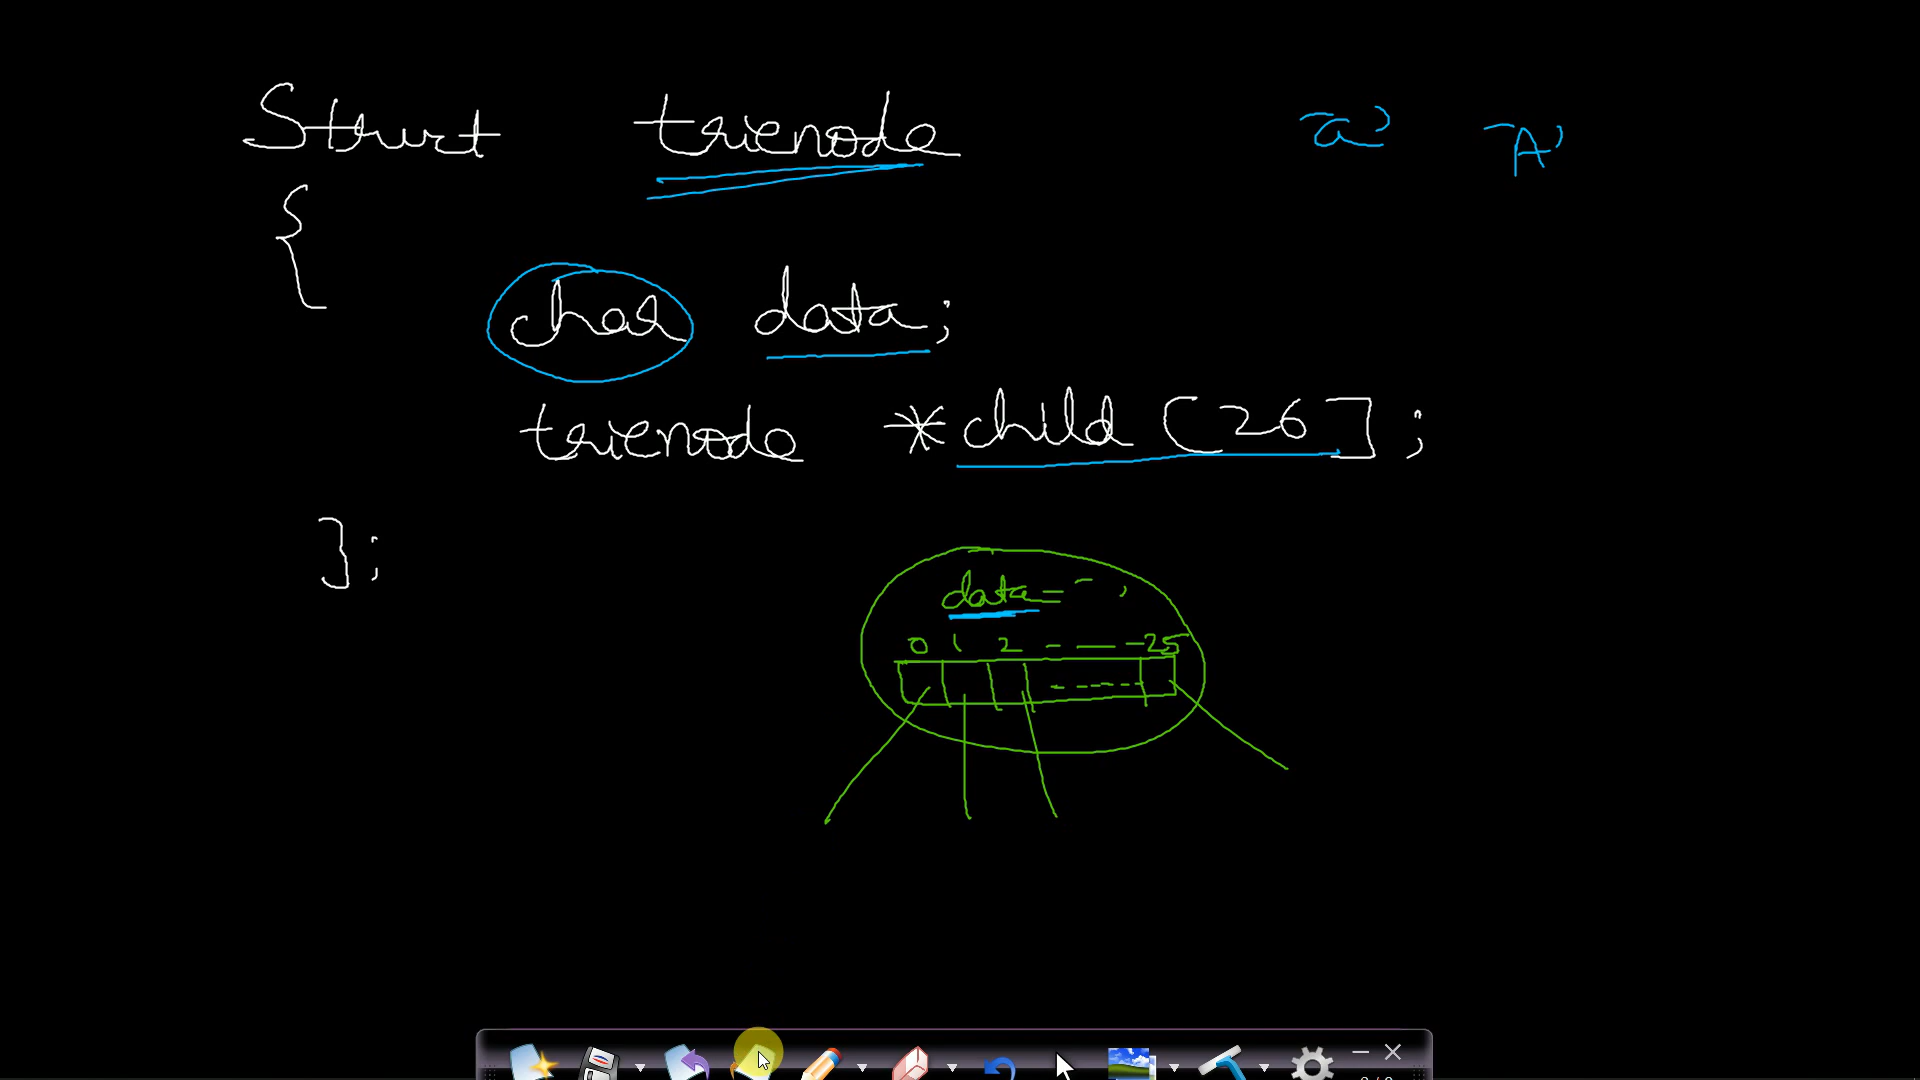 Struct trienode 'a' 'A'
{
char data;
trienode *child [26];
};
data = ' '
0 1 2 - — - 25